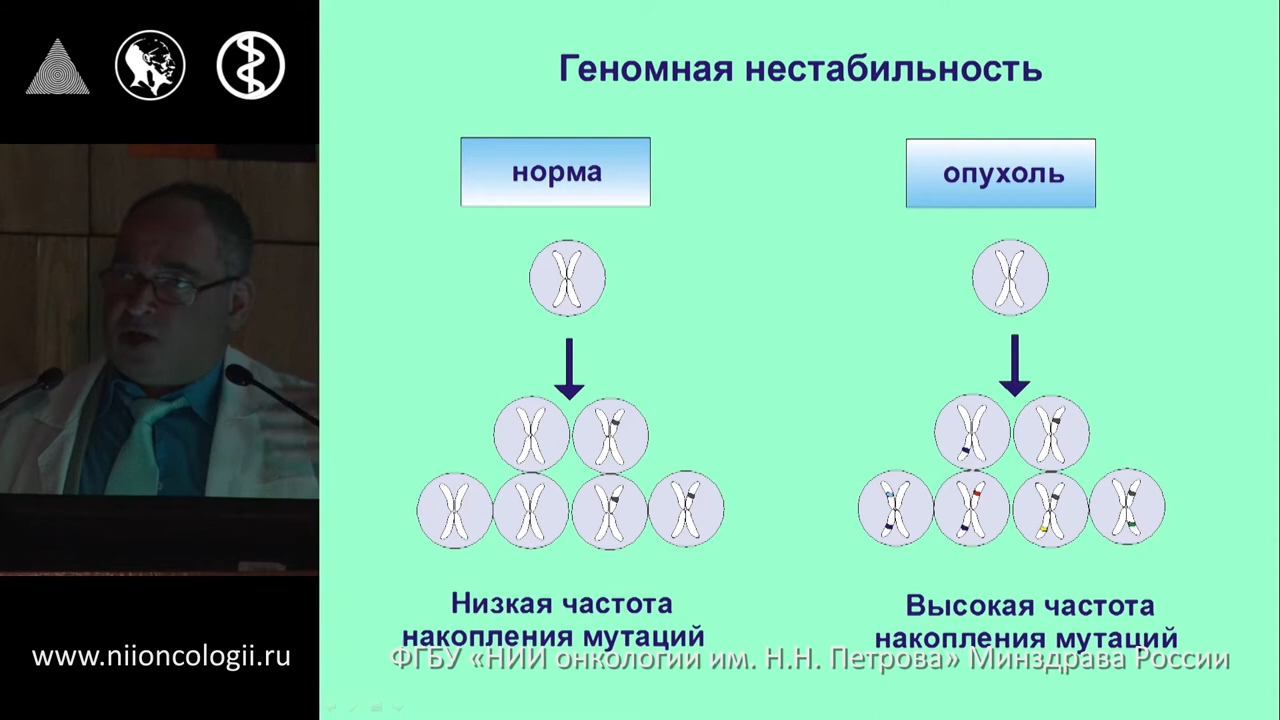 Геномная нестабильность
норма
опухоль
Низкая частота
накопления мутаций
Высокая частота
накопления мутаций
ФГБУ «НИИ онкологии им. Н.Н. Петрова» Минздрава России
www.niioncologii.ru